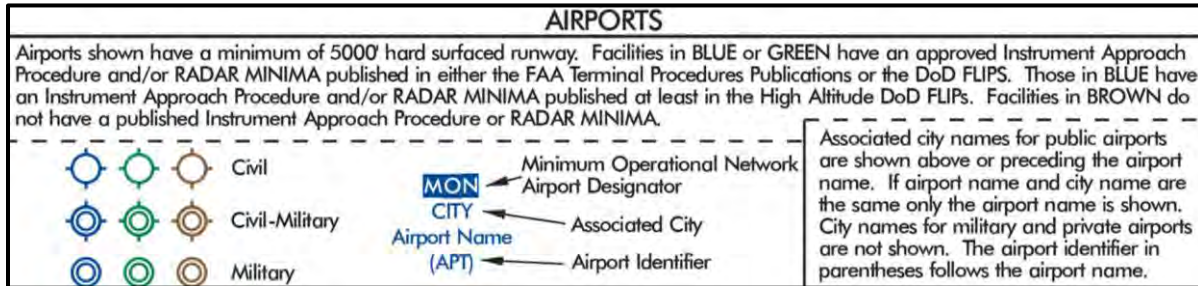 AIRPORTS
Airports shown have a minimum of 5000' hard surfaced runway. Facilities in BLUE or GREEN have an approved Instrument Approach
Procedure and/or RADAR MINIMA published in either the FAA Terminal Procedures Publications or the DoD FLIPS. Those in BLUE have
an Instrument Approach Procedure and/or RADAR MINIMA published at least in the High Altitude DoD FLIPs. Facilities in BROWN do
not have a published Instrument Approach Procedure or RADAR MINIMA.
Civil
Civil-Military
Military
MON
CITY
Airport Name
(APT)
Minimum Operational Network
Airport Designator
Associated City
Airport Identifier
Associated city names for public airports
are shown above or preceding the airport
name. If airport name and city name are
the same only the airport name is shown.
City names for military and private airports
are not shown. The airport identifier in
parentheses follows the airport name.